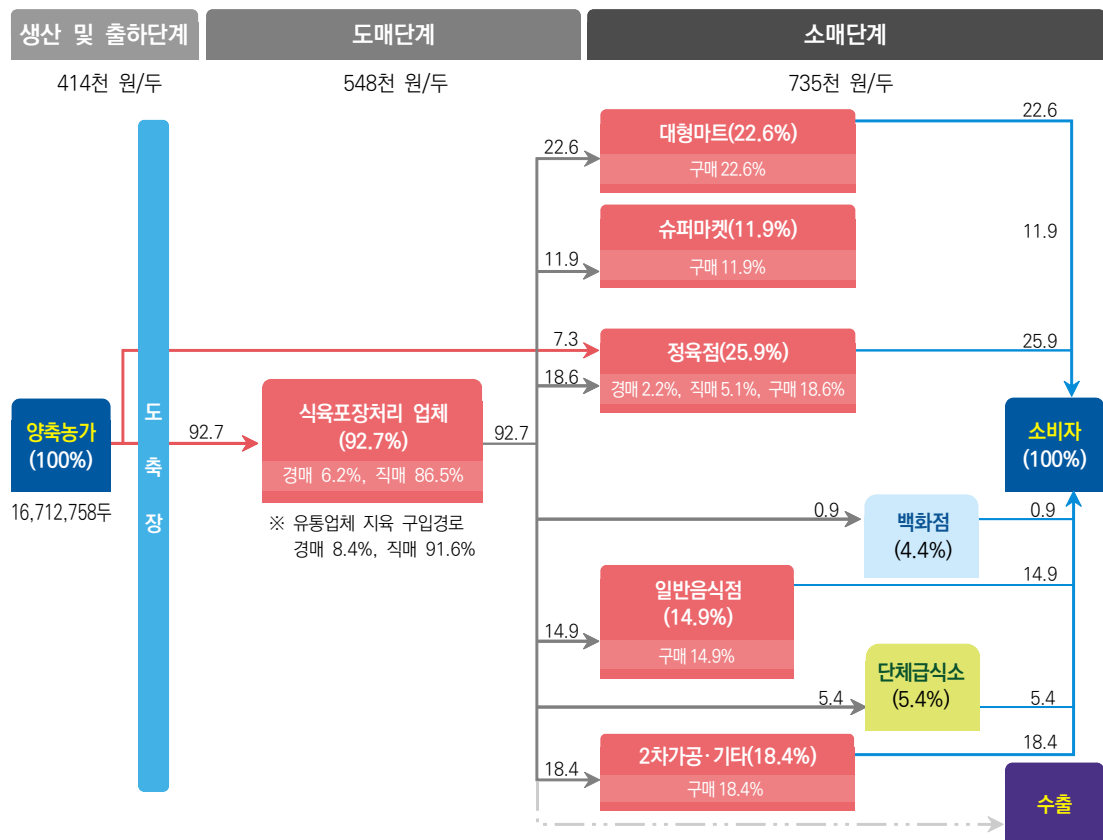 생산 및 출하단계
도매단계
소매단계
414천 원/두
548천 원/두
735천 원/두
도
축
장
양축농가
(100%)
16,712,758두
92.7
식육포장처리 업체
(92.7%)
경매 6.2%, 직매 86.5%
92.7
※ 유통업체 지육 구입경로
경매 8.4%, 직매 91.6%
22.6
대형마트(22.6%)
구매 22.6%
22.6
11.9
슈퍼마켓(11.9%)
구매 11.9%
11.9
7.3
18.6
정육점(25.9%)
경매 2.2%, 직매 5.1%, 구매 18.6%
25.9
소비자
(100%)
0.9
백화점
(4.4%)
0.9
14.9
일반음식점
(14.9%)
구매 14.9%
14.9
5.4
단체급식소
(5.4%)
5.4
18.4
2차가공·기타(18.4%)
구매 18.4%
18.4
수출